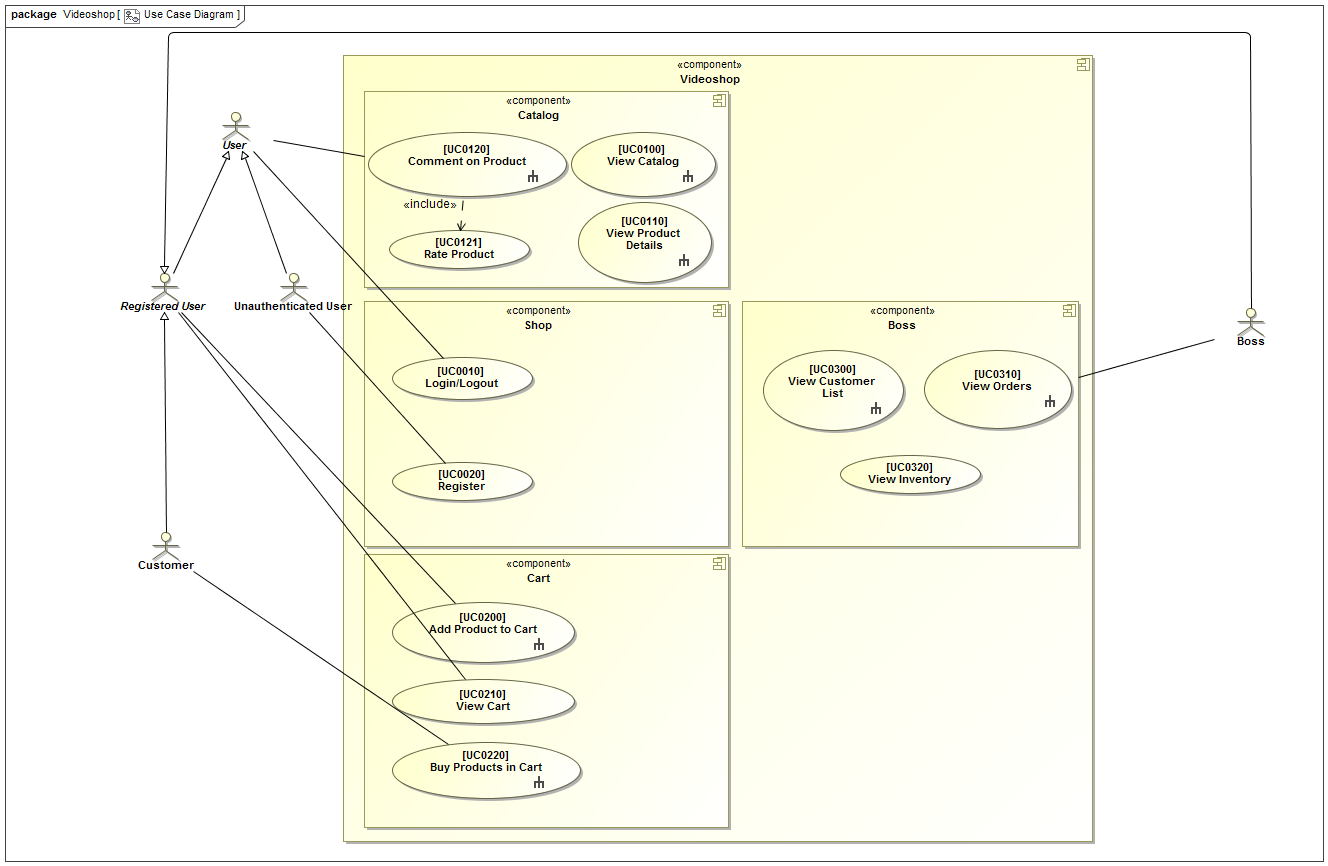 package Videoshop [ Use Case Diagram ]
«component»
Videoshop
«component»
Catalog
User
[UC0120]
Comment on Product
[UC0100]
View Catalog
«include»
[UC0110]
View Product
Details
[UC0121]
Rate Product
Registered User
Unauthenticated User
«component»
Shop
«component»
Boss
Boss
[UC0010]
Login/Logout
[UC0300]
View Customer
List
[UC0310]
View Orders
[UC0020]
Register
[UC0320]
View Inventory
Customer
«component»
Cart
[UC0200]
Add Product to Cart
[UC0210]
View Cart
[UC0220]
Buy Products in Cart